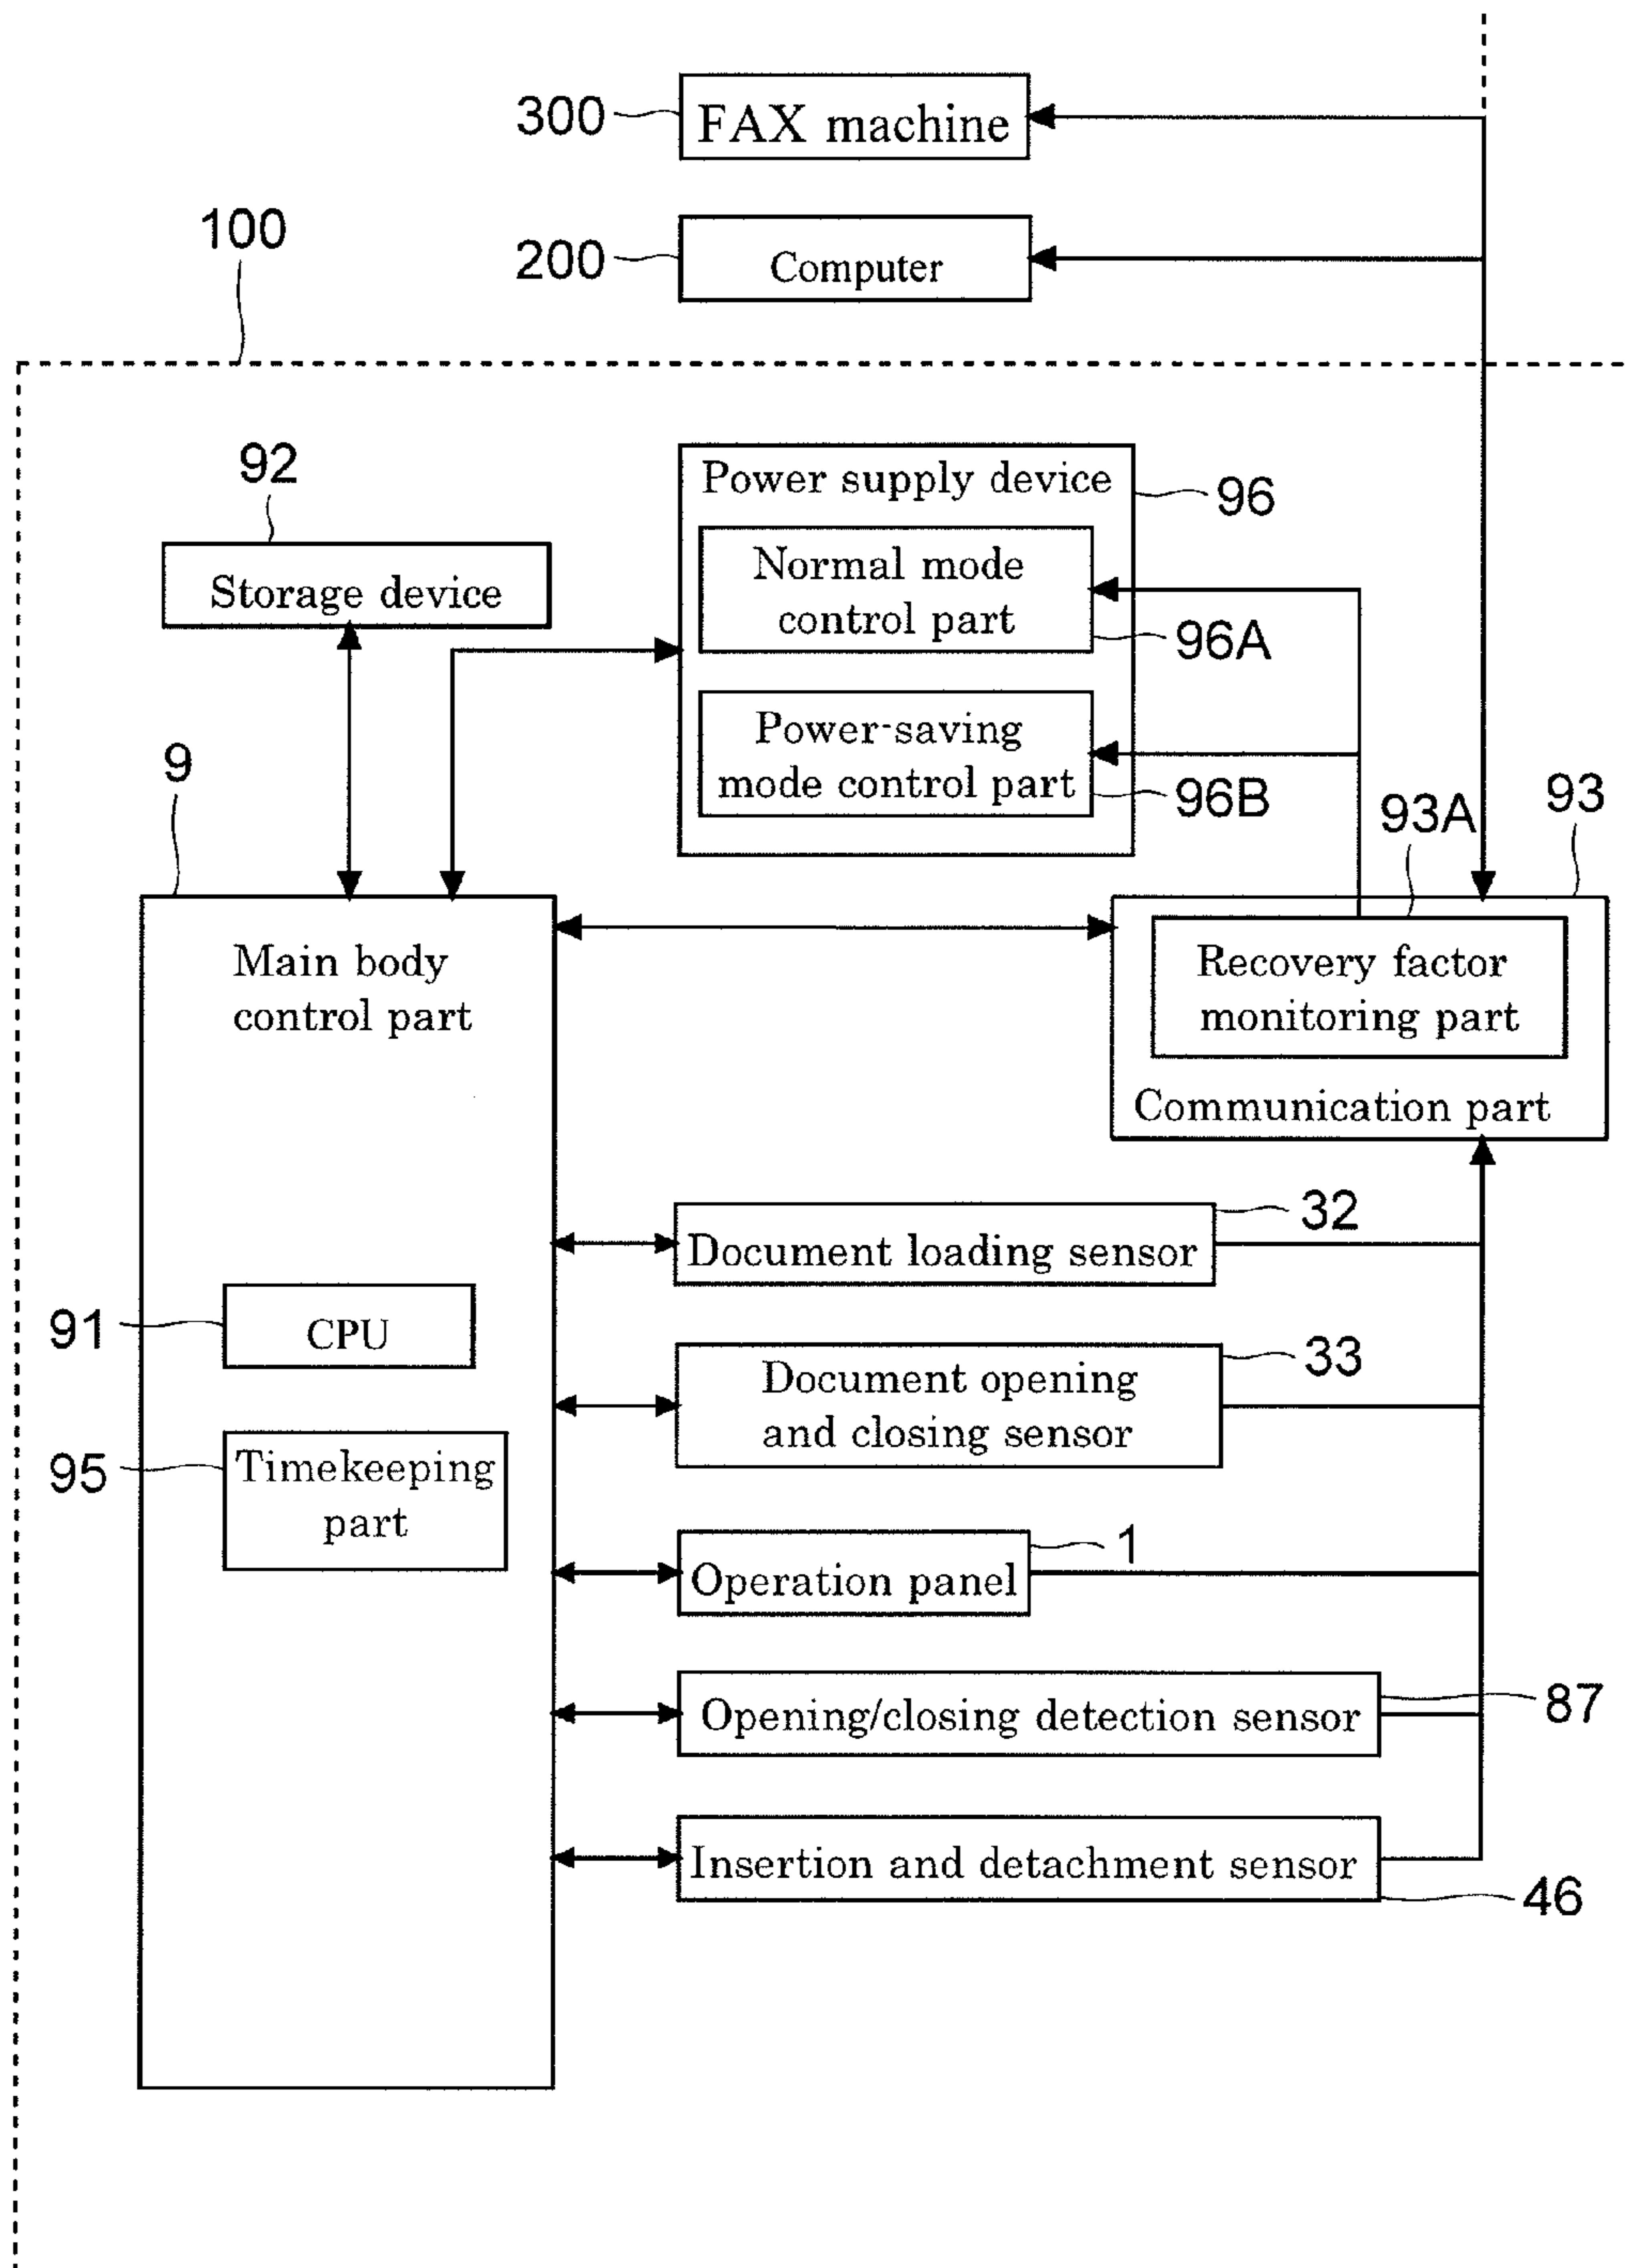 300
FAX machine
100
200
Computer
92
Storage device
Power supply device
96
Normal mode
control part
96A
Power-saving
mode control part
96B
9
93A
93
Main body
control part
Recovery factor
monitoring part
Communication part
Document loading sensor
32
91
CPU
Document opening
and closing sensor
33
95
Timekeeping
part
Operation panel
1
Opening/closing detection sensor
87
Insertion and detachment sensor
46